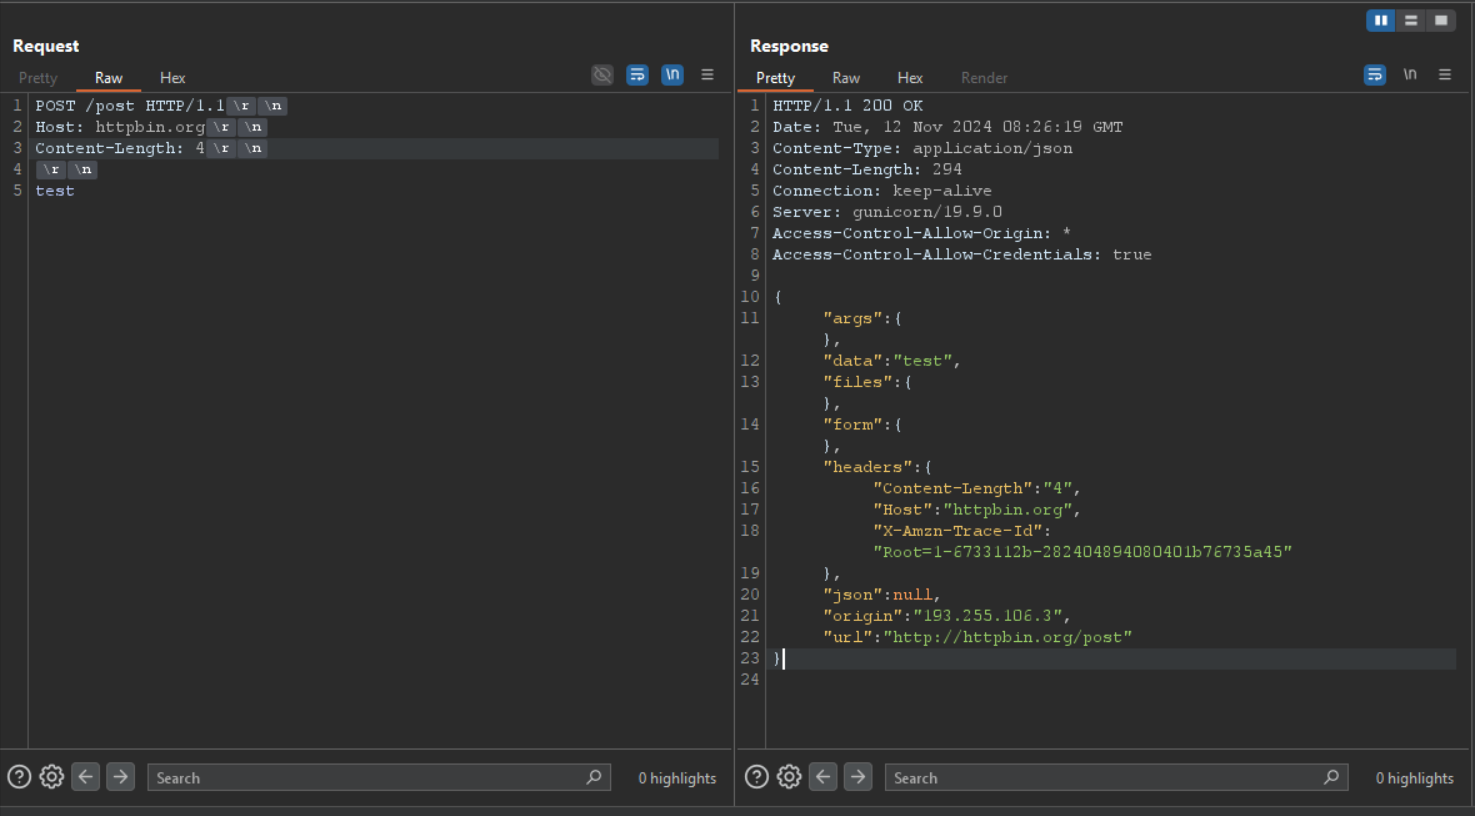 Request
Pretty Raw Hex \n
1 POST /post HTTP/1.1 \r \n
2 Host: httpbin.org \r \n
3 Content-Length: 4 \r \n
4 \r \n
5 test
Search 0 highlights
Response
Pretty Raw Hex Render \n
1 HTTP/1.1 200 OK
2 Date: Tue, 12 Nov 2024 08:26:19 GMT
3 Content-Type: application/json
4 Content-Length: 294
5 Connection: keep-alive
6 Server: gunicorn/19.9.0
7 Access-Control-Allow-Origin: *
8 Access-Control-Allow-Credentials: true
9
10 {
11 "args":{
},
12 "data":"test",
13 "files":{
},
14 "form":{
},
15 "headers":{
16 "Content-Length":"4",
17 "Host":"httpbin.org",
18 "X-Amzn-Trace-Id":
"Root=1-6733112b-282404894080401b76735a45"
19 },
20 "json":null,
21 "origin":"193.255.106.3",
22 "url":"http://httpbin.org/post"
23 }
24
Search 0 highlights